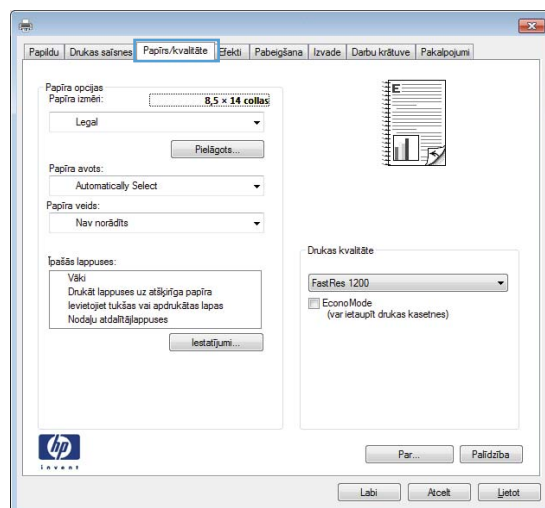 Papildu Drukas saīsnes Papīrs/kvalitāte Efekti Pabeigšana Izvade Darbu krātuve Pakalpojumi
Papīra opcijas
Papīra izmēri: 8,5 × 14 collas
Legal
Pielāgots...
Papīra avots:
Automatically Select
Papīra veids:
Nav norādīts
Īpašās lappuses:
Vāki
Drukāt lappuses uz atšķirīga papīra
Ievietojiet tukšas vai apdrukātas lapas
Nodaļu atdalītājlappuses
Iestatījumi...
E
Drukas kvalitāte
FastRes 1200
EconoMode
(var ietaupīt drukas kasetnes)
hp
invent
Par... Palīdzība
Labi Atcelt Lietot